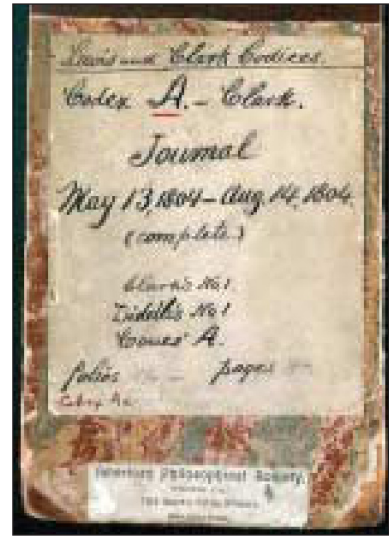 Lewis and Clark Codices.
Codex A. – Clark.
Journal
May 13, 1804 – Aug. 14, 1804.
(complete)
Clark's No 1.
Biddle's No 1
Coues' A.
folios pages
Codex A
American Philosophical Society,